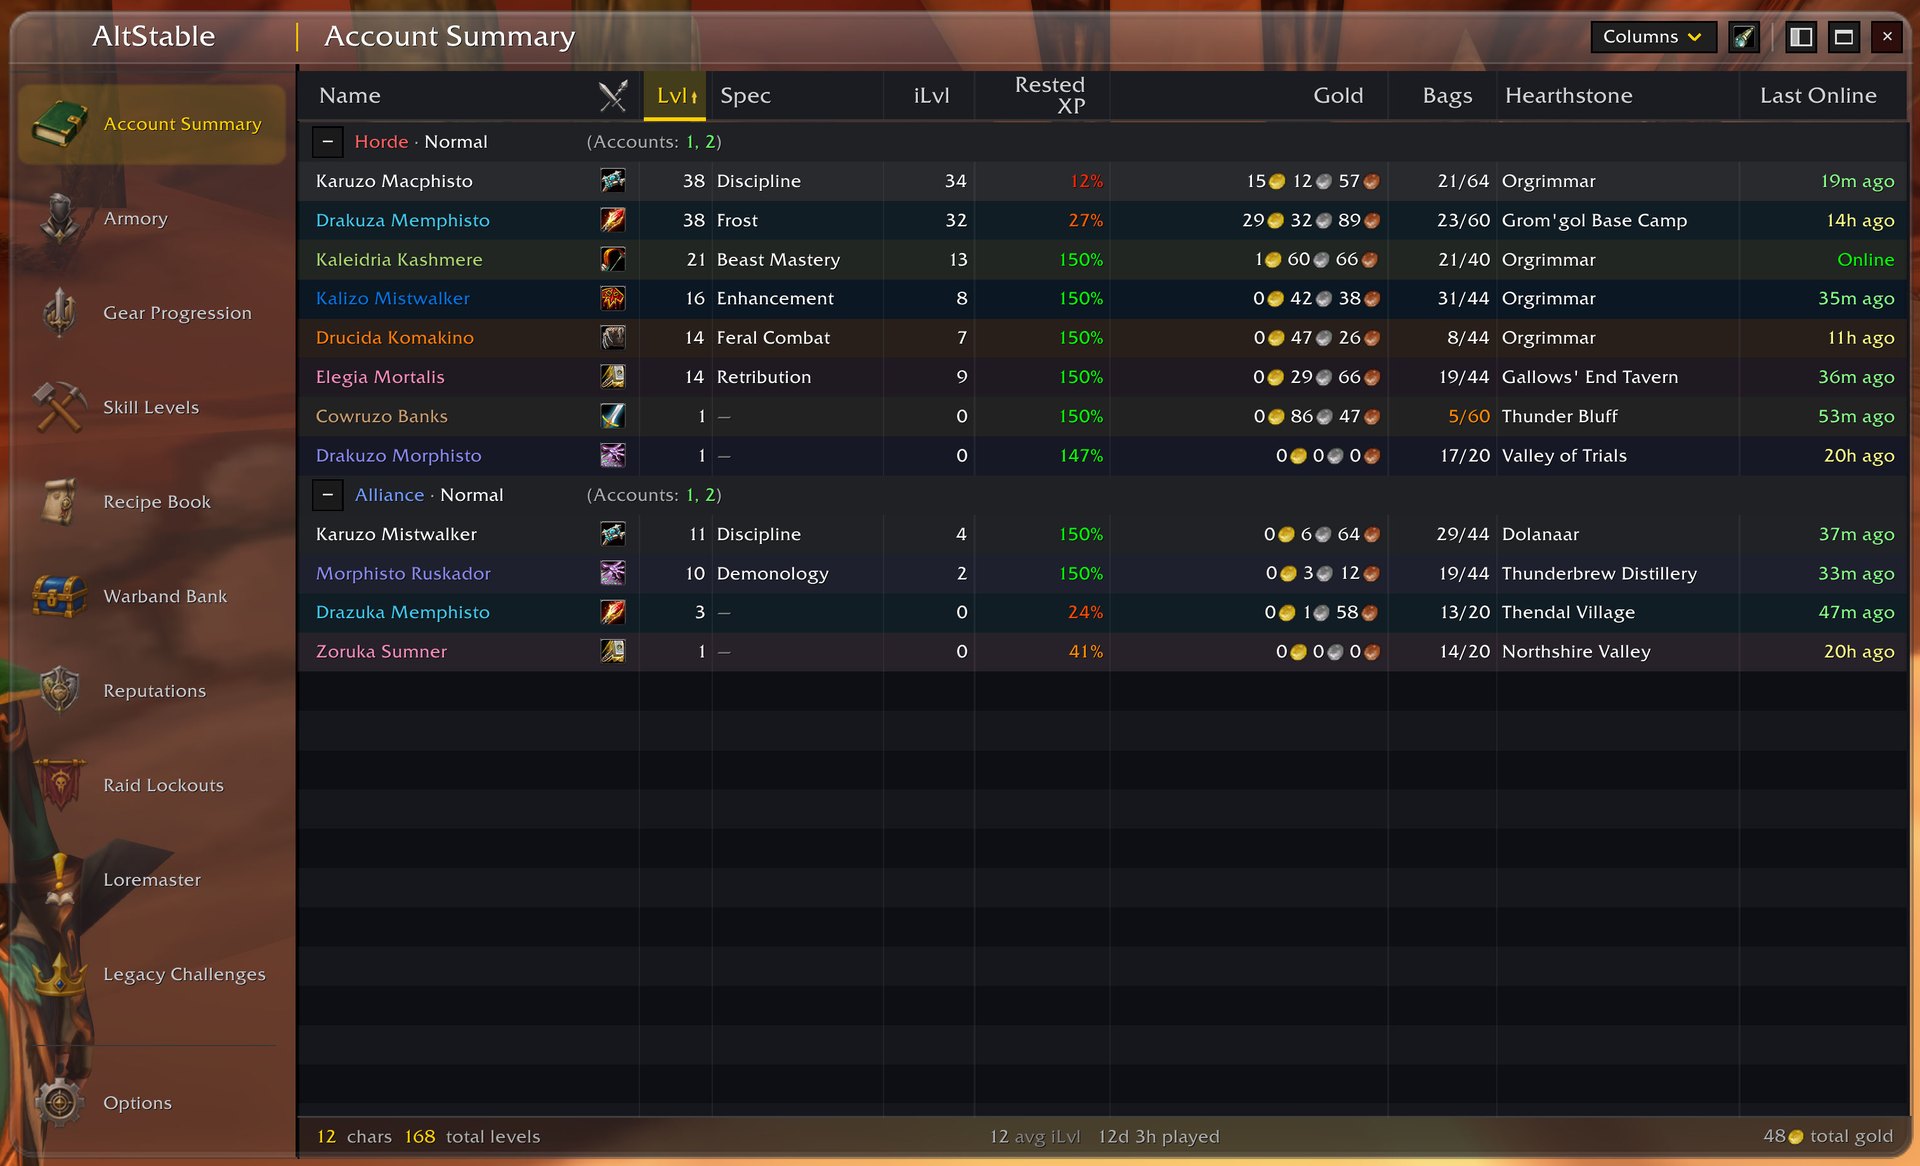 AltStable
Account Summary
Columns
Account Summary
Armory
Gear Progression
Skill Levels
Recipe Book
Warband Bank
Reputations
Raid Lockouts
Loremaster
Legacy Challenges
Options
Name Lvl Spec iLvl Rested XP Gold Bags Hearthstone Last Online
Horde · Normal (Accounts: 1, 2)
Karuzo Macphisto 38 Discipline 34 12% 15 12 57 21/64 Orgrimmar 19m ago
Drakuza Memphisto 38 Frost 32 27% 29 32 89 23/60 Grom'gol Base Camp 14h ago
Kaleidria Kashmere 21 Beast Mastery 13 150% 1 60 66 21/40 Orgrimmar Online
Kalizo Mistwalker 16 Enhancement 8 150% 0 42 38 31/44 Orgrimmar 35m ago
Drucida Komakino 14 Feral Combat 7 150% 0 47 26 8/44 Orgrimmar 11h ago
Elegia Mortalis 14 Retribution 9 150% 0 29 66 19/44 Gallows' End Tavern 36m ago
Cowruzo Banks 1 — 0 150% 0 86 47 5/60 Thunder Bluff 53m ago
Drakuzo Morphisto 1 — 0 147% 0 0 0 17/20 Valley of Trials 20h ago
Alliance · Normal (Accounts: 1, 2)
Karuzo Mistwalker 11 Discipline 4 150% 0 6 64 29/44 Dolanaar 37m ago
Morphisto Ruskador 10 Demonology 2 150% 0 3 12 19/44 Thunderbrew Distillery 33m ago
Drazuka Memphisto 3 — 0 24% 0 1 58 13/20 Thendal Village 47m ago
Zoruka Sumner 1 — 0 41% 0 0 0 14/20 Northshire Valley 20h ago
12 chars 168 total levels 12 avg iLvl 12d 3h played 48 total gold